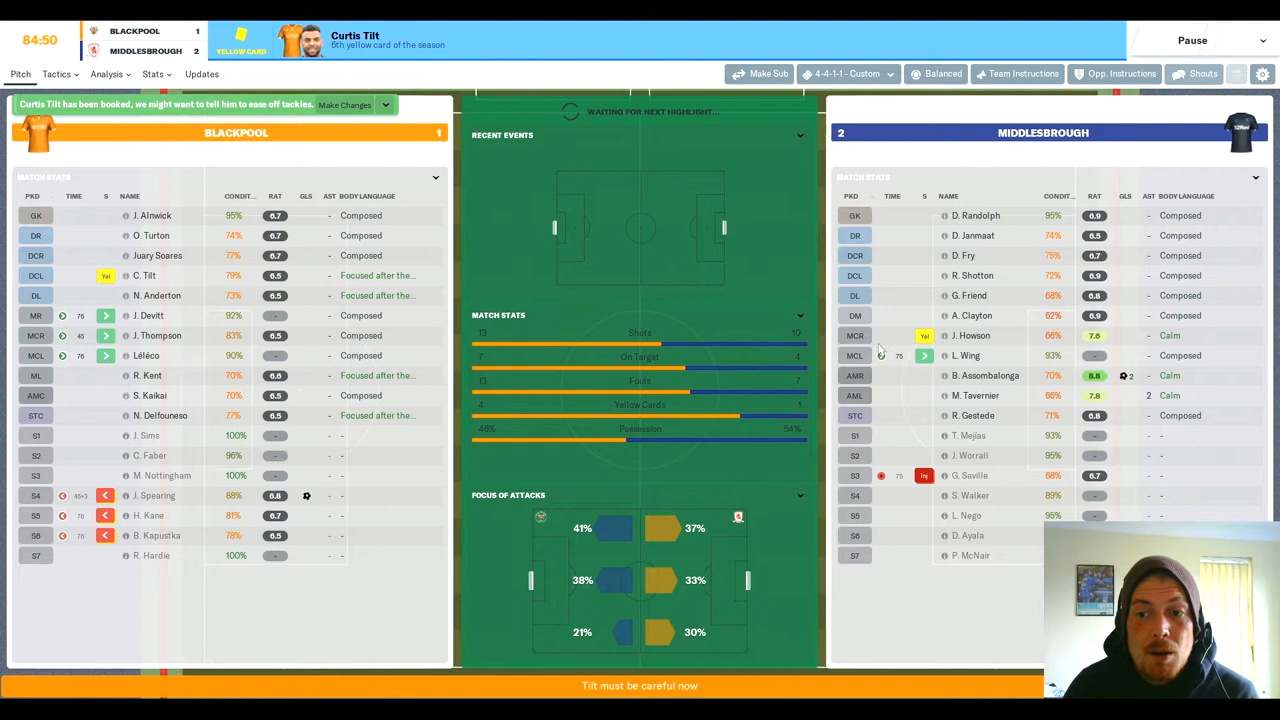 84:50
BLACKPOOL 1
MIDDLESBROUGH 2
YELLOW CARD
Curtis Tilt
6th yellow card of the season
Pause
Pitch Tactics Analysis Stats Updates
Make Sub 4-4-1-1 - Custom Balanced Team Instructions Opp. Instructions Shouts
Curtis Tilt has been booked, we might want to tell him to ease off tackles. Make Changes
WAITING FOR NEXT HIGHLIGHT...
BLACKPOOL 1
2 MIDDLESBROUGH
MATCH STATS
PKD TIME S NAME CONDIT... RAT GLS AST BODY LANGUAGE
GK J. Alnwick 95% 6.7 - Composed
DR O. Turton 74% 6.7 - Composed
DCR Juary Soares 77% 6.7 - Composed
DCL Yel C. Tilt 79% 6.5 - Focused after the...
DL N. Anderton 73% 6.5 - Focused after the...
MR 76 J. Devitt 92% - - Composed
MCR 45 J. Thompson 83% 6.5 - Composed
MCL 76 Léléco 90% - - Composed
ML R. Kent 70% 6.6 - Focused after the...
AMC S. Kaikai 70% 6.5 - Composed
STC N. Delfouneso 77% 6.5 - Focused after the...
S1 J. Sims 100% - - -
S2 C. Faber 96% - - -
S3 M. Nottingham 100% - - -
S4 45+3 J. Spearing 88% 6.8 - -
S5 76 H. Kane 81% 6.7 - -
S6 76 B. Kapustka 78% 6.5 - -
S7 R. Hardie 100% - - -
RECENT EVENTS
MATCH STATS
13 Shots 10
7 On Target 4
13 Fouls 7
4 Yellow Cards 1
46% Possession 54%
FOCUS OF ATTACKS
41% 37%
38% 33%
21% 30%
MATCH STATS
PKD TIME S NAME CONDIT... RAT GLS AST BODY LANGUAGE
GK D. Randolph 95% 6.9 - Composed
DR D. Janmaat 74% 6.5 - Composed
DCR D. Fry 75% 6.7 - Composed
DCL R. Shotton 72% 6.9 - Composed
DL G. Friend 68% 6.8 - Composed
DM A. Clayton 62% 6.9 - Composed
MCR Yel J. Howson 66% 7.6 - Calm
MCL 75 L. Wing 93% - - Composed
AMR B. Assombalonga 70% 8.8 2 - Calm
AML M. Tavernier 70% 7.8 2 Calm
STC R. Gestede 71% 6.8 - Composed
S1 T. Mejías 93% - - -
S2 J. Worrall 95% - - -
S3 75 Inj G. Saville 68% 6.7 - -
S4 S. Walker 89% - - -
S5 L. Nego 95% - - -
S6 D. Ayala
S7 P. McNair
Tilt must be careful now